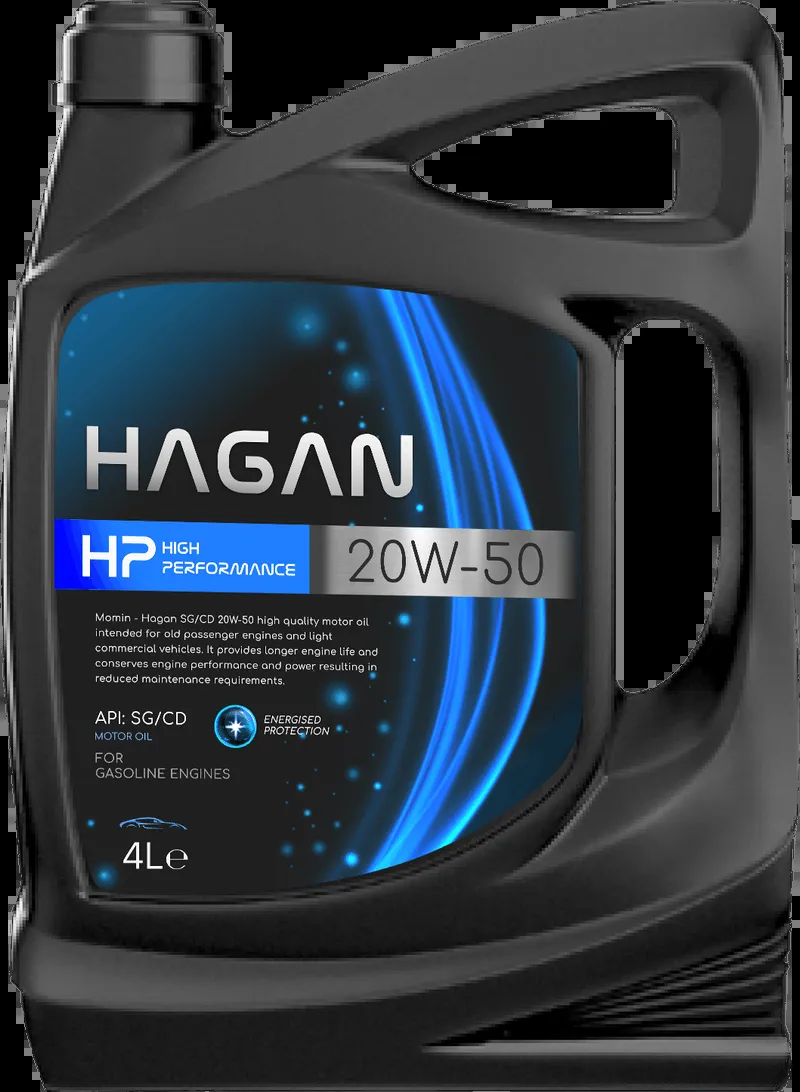 HAGAN
HP HIGH PERFORMANCE
20W-50
Momin - Hagan SG/CD 20W-50 high quality motor oil
intended for old passenger engines and light
commercial vehicles. It provides longer engine life and
conserves engine performance and power resulting in
reduced maintenance requirements.
API: SG/CD
MOTOR OIL
ENERGISED
PROTECTION
FOR
GASOLINE ENGINES
4L℮